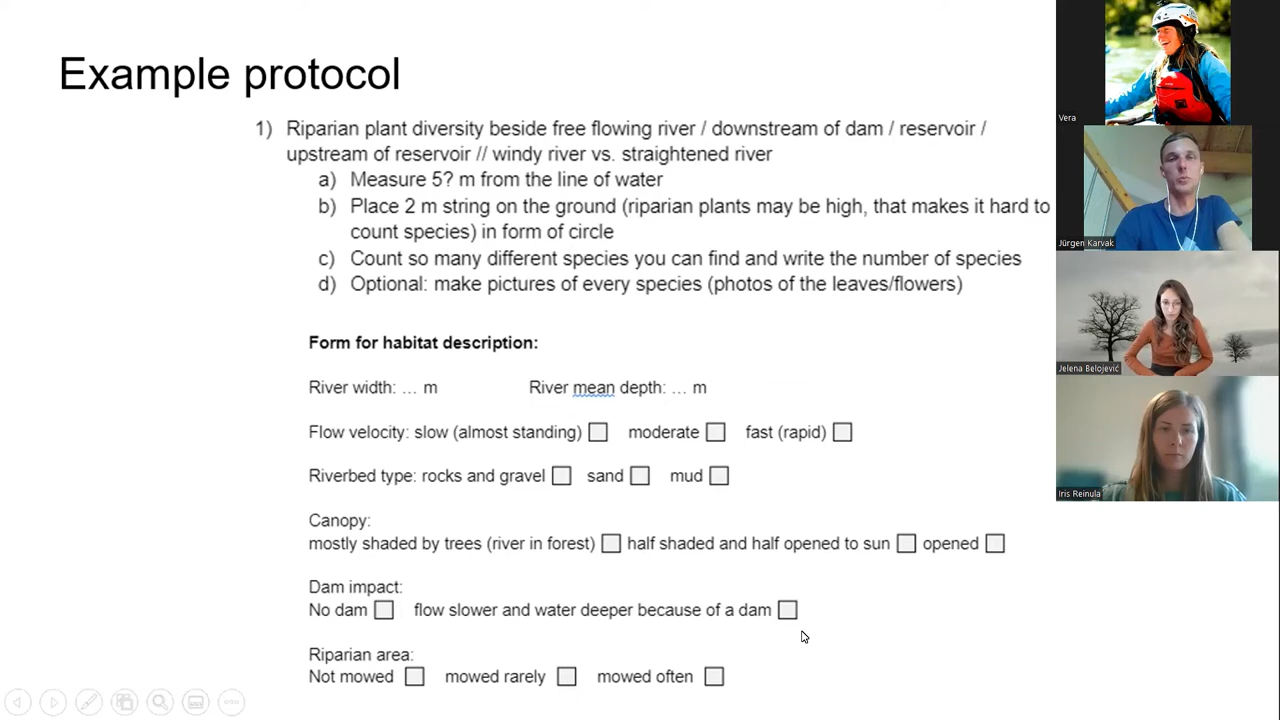 Example protocol
1) Riparian plant diversity beside free flowing river / downstream of dam / reservoir /
upstream of reservoir // windy river vs. straightened river
a) Measure 5? m from the line of water
b) Place 2 m string on the ground (riparian plants may be high, that makes it hard to
count species) in form of circle
c) Count so many different species you can find and write the number of species
d) Optional: make pictures of every species (photos of the leaves/flowers)
Form for habitat description:
River width: … m River mean depth: … m
Flow velocity: slow (almost standing) moderate fast (rapid)
Riverbed type: rocks and gravel sand mud
Canopy:
mostly shaded by trees (river in forest) half shaded and half opened to sun opened
Dam impact:
No dam flow slower and water deeper because of a dam
Riparian area:
Not mowed mowed rarely mowed often
Vera
Jürgen Karvak
Jelena Belojević
Iris Reinula